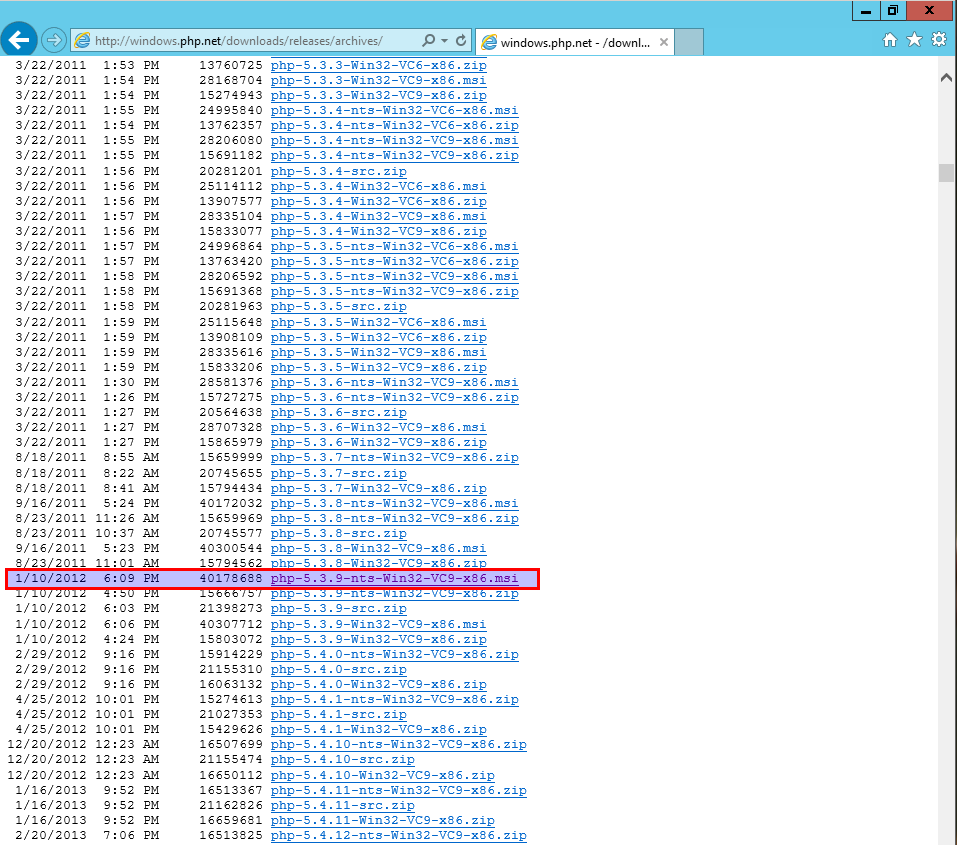 http://windows.php.net/downloads/releases/archives/
windows.php.net - /downl...
3/22/2011 1:53 PM 13760725 php-5.3.3-Win32-VC6-x86.zip
3/22/2011 1:54 PM 28168704 php-5.3.3-Win32-VC9-x86.msi
3/22/2011 1:54 PM 15274943 php-5.3.3-Win32-VC9-x86.zip
3/22/2011 1:55 PM 24995840 php-5.3.4-nts-Win32-VC6-x86.msi
3/22/2011 1:54 PM 13762357 php-5.3.4-nts-Win32-VC6-x86.zip
3/22/2011 1:55 PM 28206080 php-5.3.4-nts-Win32-VC9-x86.msi
3/22/2011 1:55 PM 15691182 php-5.3.4-nts-Win32-VC9-x86.zip
3/22/2011 1:56 PM 20281201 php-5.3.4-src.zip
3/22/2011 1:56 PM 25114112 php-5.3.4-Win32-VC6-x86.msi
3/22/2011 1:56 PM 13907577 php-5.3.4-Win32-VC6-x86.zip
3/22/2011 1:57 PM 28335104 php-5.3.4-Win32-VC9-x86.msi
3/22/2011 1:56 PM 15833077 php-5.3.4-Win32-VC9-x86.zip
3/22/2011 1:57 PM 24996864 php-5.3.5-nts-Win32-VC6-x86.msi
3/22/2011 1:57 PM 13763420 php-5.3.5-nts-Win32-VC6-x86.zip
3/22/2011 1:58 PM 28206592 php-5.3.5-nts-Win32-VC9-x86.msi
3/22/2011 1:58 PM 15691368 php-5.3.5-nts-Win32-VC9-x86.zip
3/22/2011 1:58 PM 20281963 php-5.3.5-src.zip
3/22/2011 1:59 PM 25115648 php-5.3.5-Win32-VC6-x86.msi
3/22/2011 1:59 PM 13908109 php-5.3.5-Win32-VC6-x86.zip
3/22/2011 1:59 PM 28335616 php-5.3.5-Win32-VC9-x86.msi
3/22/2011 1:59 PM 15833206 php-5.3.5-Win32-VC9-x86.zip
3/22/2011 1:30 PM 28581376 php-5.3.6-nts-Win32-VC9-x86.msi
3/22/2011 1:26 PM 15727275 php-5.3.6-nts-Win32-VC9-x86.zip
3/22/2011 1:27 PM 20564638 php-5.3.6-src.zip
3/22/2011 1:27 PM 28707328 php-5.3.6-Win32-VC9-x86.msi
3/22/2011 1:27 PM 15865979 php-5.3.6-Win32-VC9-x86.zip
8/18/2011 8:55 AM 15659999 php-5.3.7-nts-Win32-VC9-x86.zip
8/18/2011 8:22 AM 20745655 php-5.3.7-src.zip
8/18/2011 8:41 AM 15794434 php-5.3.7-Win32-VC9-x86.zip
9/16/2011 5:24 PM 40172032 php-5.3.8-nts-Win32-VC9-x86.msi
8/23/2011 11:26 AM 15659969 php-5.3.8-nts-Win32-VC9-x86.zip
8/23/2011 10:37 AM 20745577 php-5.3.8-src.zip
9/16/2011 5:23 PM 40300544 php-5.3.8-Win32-VC9-x86.msi
8/23/2011 11:01 AM 15794562 php-5.3.8-Win32-VC9-x86.zip
1/10/2012 6:09 PM 40178688 php-5.3.9-nts-Win32-VC9-x86.msi
1/10/2012 4:50 PM 15666757 php-5.3.9-nts-Win32-VC9-x86.zip
1/10/2012 6:03 PM 21398273 php-5.3.9-src.zip
1/10/2012 6:06 PM 40307712 php-5.3.9-Win32-VC9-x86.msi
1/10/2012 4:24 PM 15803072 php-5.3.9-Win32-VC9-x86.zip
2/29/2012 9:16 PM 15914229 php-5.4.0-nts-Win32-VC9-x86.zip
2/29/2012 9:16 PM 21155310 php-5.4.0-src.zip
2/29/2012 9:16 PM 16063132 php-5.4.0-Win32-VC9-x86.zip
4/25/2012 10:01 PM 15274613 php-5.4.1-nts-Win32-VC9-x86.zip
4/25/2012 10:01 PM 21027353 php-5.4.1-src.zip
4/25/2012 10:01 PM 15429626 php-5.4.1-Win32-VC9-x86.zip
12/20/2012 12:23 AM 16507699 php-5.4.10-nts-Win32-VC9-x86.zip
12/20/2012 12:23 AM 21155474 php-5.4.10-src.zip
12/20/2012 12:23 AM 16650112 php-5.4.10-Win32-VC9-x86.zip
1/16/2013 9:52 PM 16513367 php-5.4.11-nts-Win32-VC9-x86.zip
1/16/2013 9:52 PM 21162826 php-5.4.11-src.zip
1/16/2013 9:52 PM 16659681 php-5.4.11-Win32-VC9-x86.zip
2/20/2013 7:06 PM 16513825 php-5.4.12-nts-Win32-VC9-x86.zip